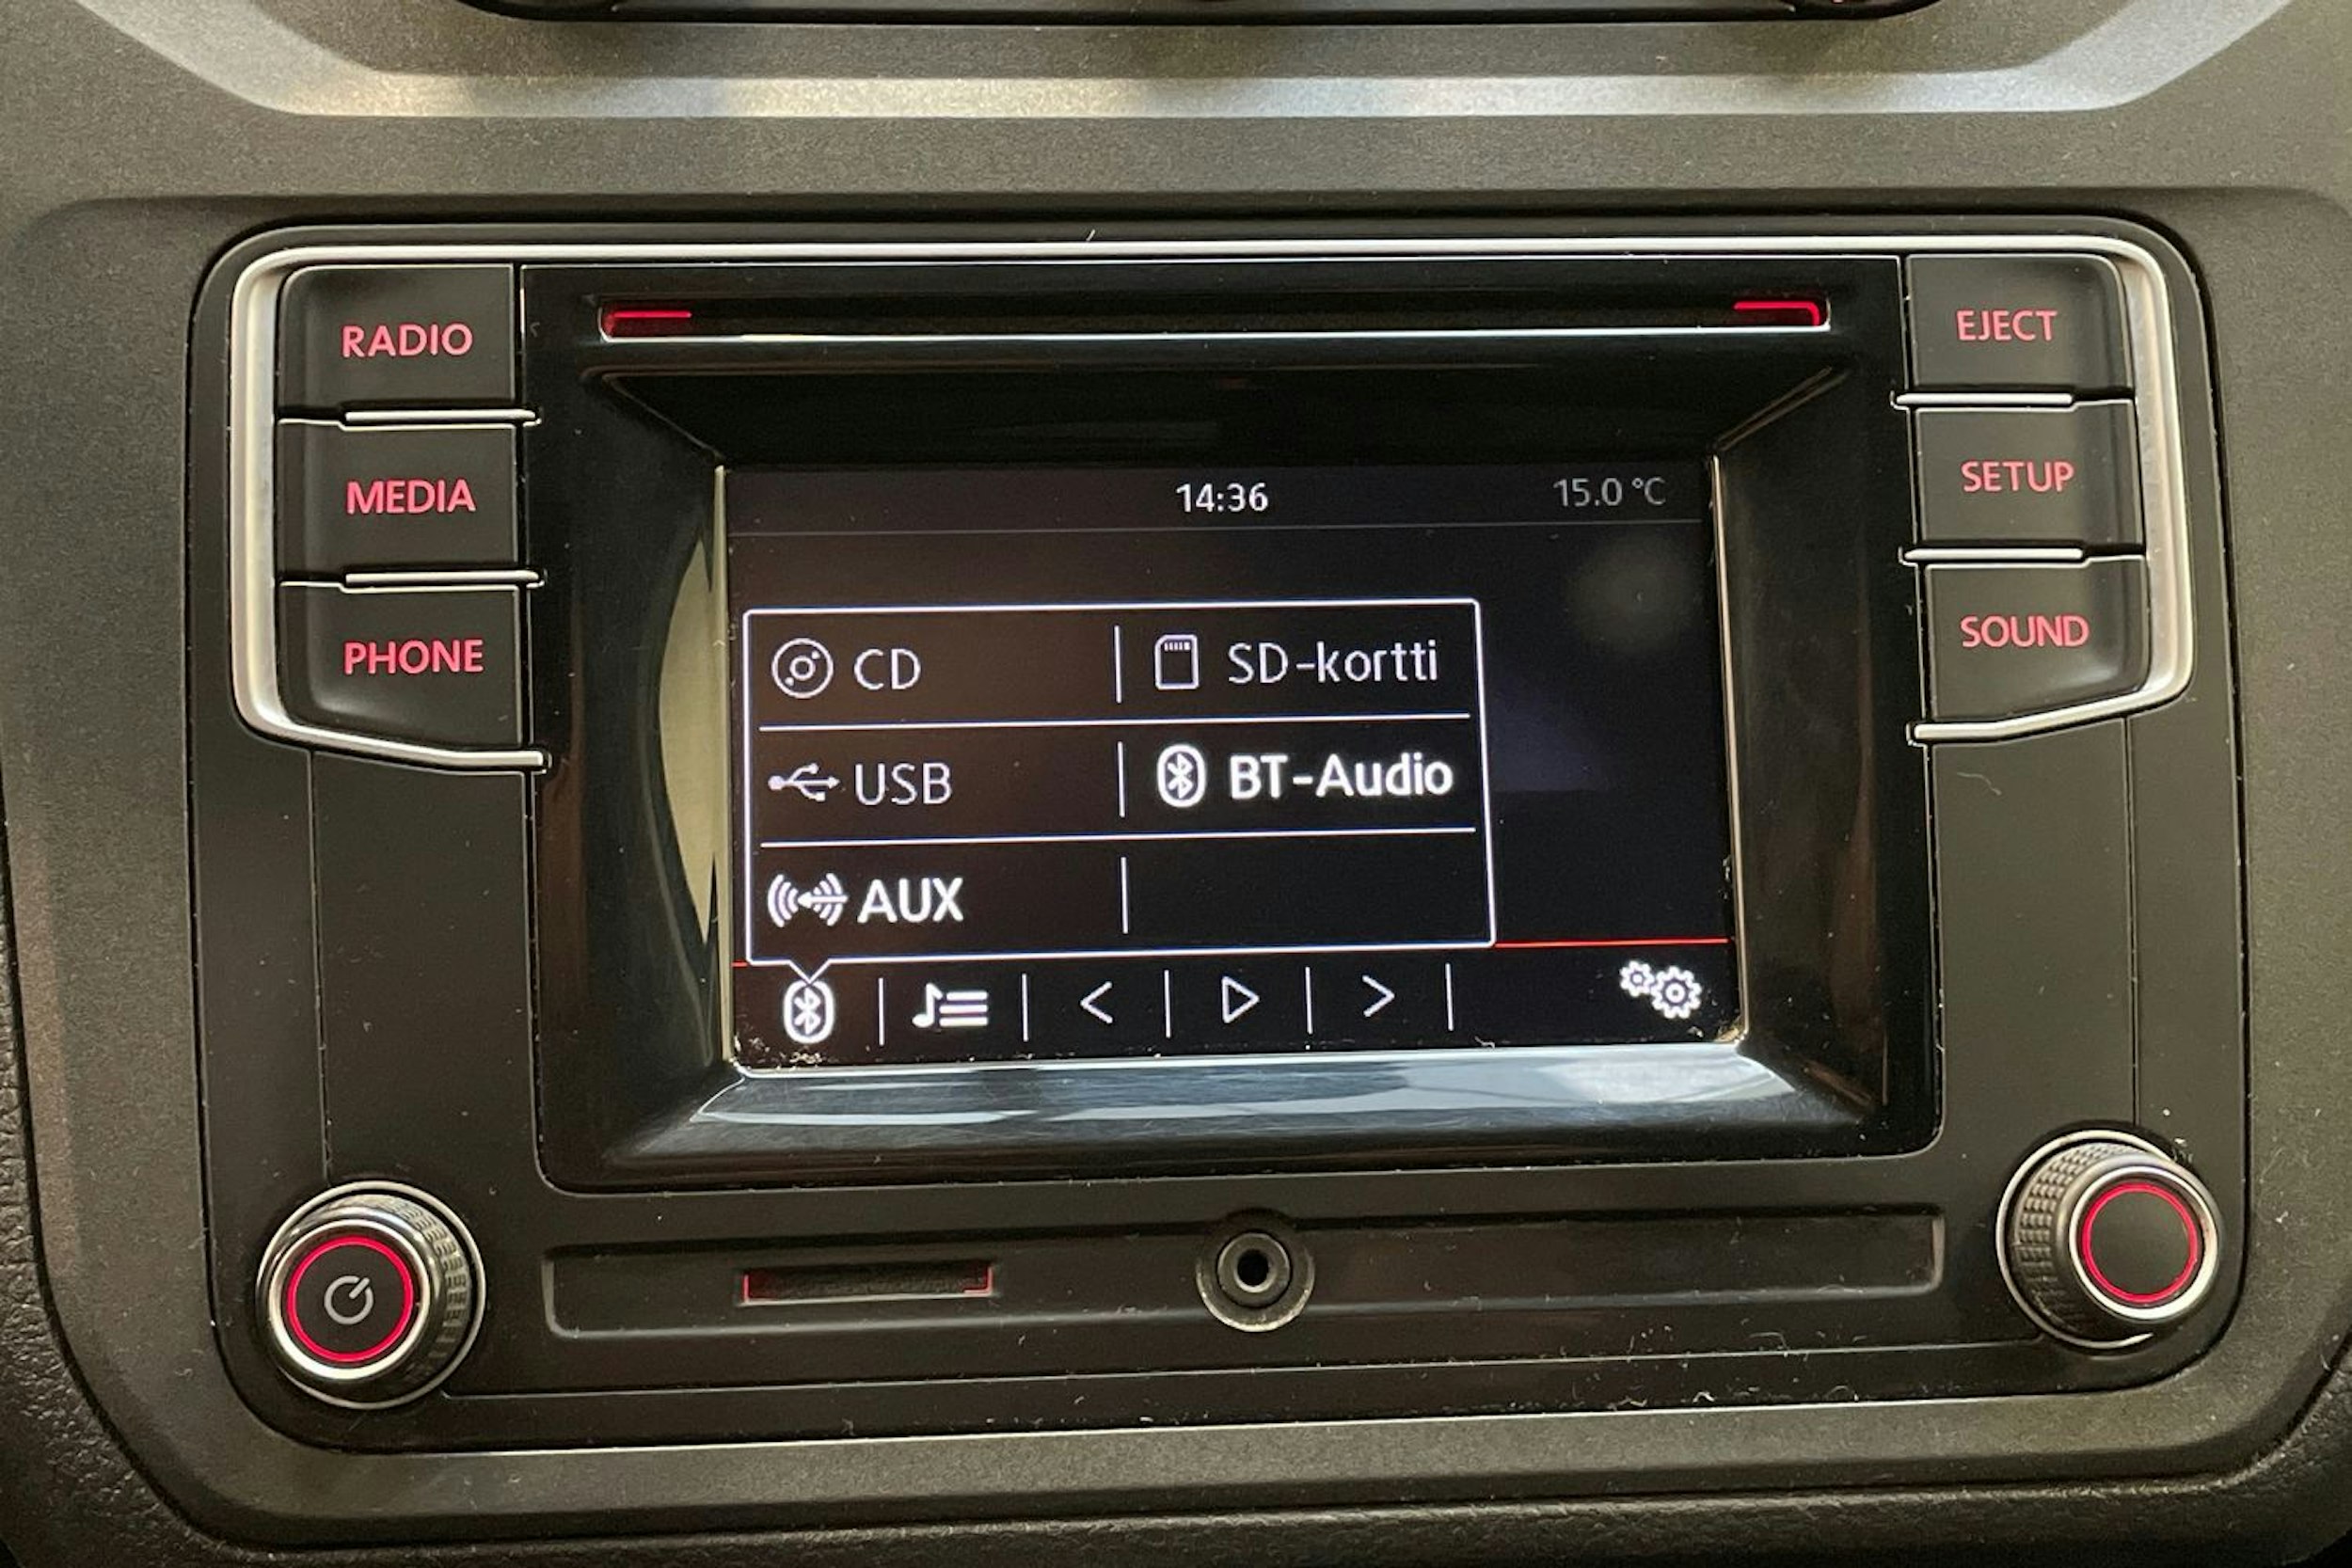 RADIO
MEDIA
PHONE
14:36
15.0 °C
CD
SD-kortti
USB
BT-Audio
AUX
EJECT
SETUP
SOUND